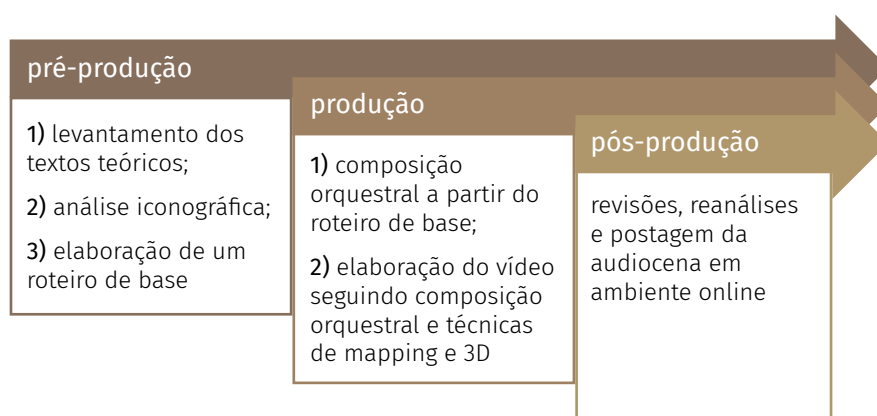 pré-produção
1) levantamento dos
textos teóricos;
2) análise iconográfica;
3) elaboração de um
roteiro de base
produção
1) composição
orquestral a partir do
roteiro de base;
2) elaboração do vídeo
seguindo composição
orquestral e técnicas
de mapping e 3D
pós-produção
revisões, reanálises
e postagem da
audiocena em
ambiente online